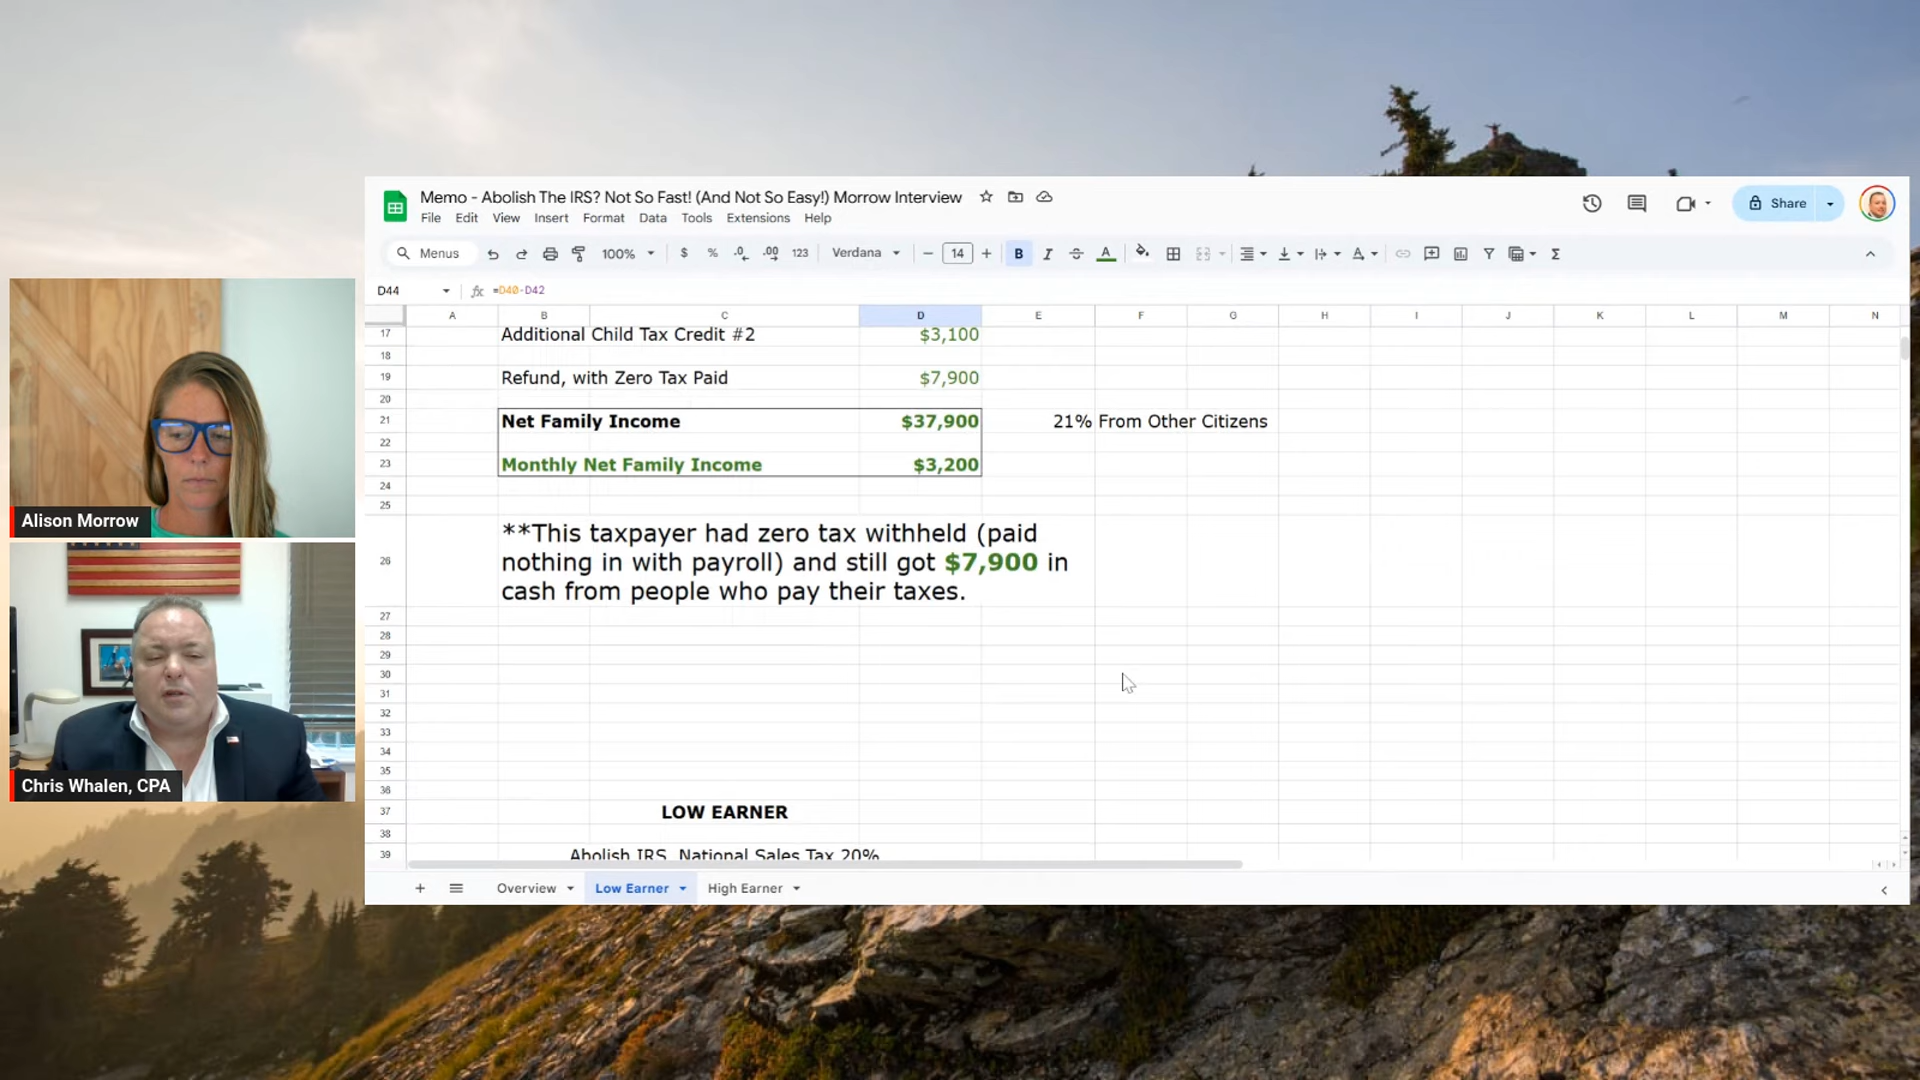 Memo - Abolish The IRS? Not So Fast! (And Not So Easy!) Morrow Interview
File Edit View Insert Format Data Tools Extensions Help
Share
Menus 100% $ % .0 .00 123 Verdana 14 B I A
D44 fx =D40-D42
A B C D E F G H I J K L M N
17 Additional Child Tax Credit #2 $3,100
18
19 Refund, with Zero Tax Paid $7,900
20
21 Net Family Income $37,900 21% From Other Citizens
22
23 Monthly Net Family Income $3,200
24
25
**This taxpayer had zero tax withheld (paid
26 nothing in with payroll) and still got $7,900 in
cash from people who pay their taxes.
27
28
29
30
31
32
33
34
35
36
37 LOW EARNER
38
39 Abolish IRS, National Sales Tax 20%
Overview Low Earner High Earner
Alison Morrow
Chris Whalen, CPA